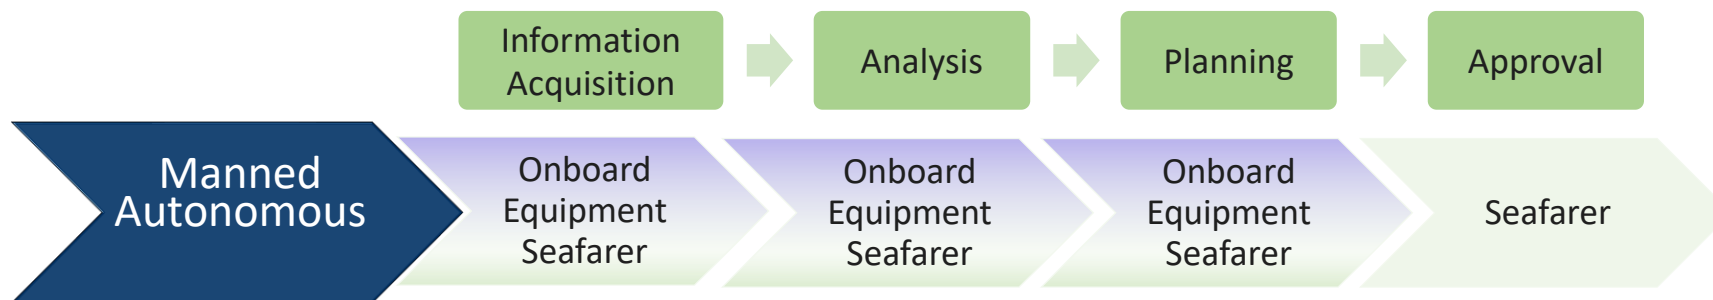 Information
Acquisition
Analysis
Planning
Approval
Manned
Autonomous
Onboard
Equipment
Seafarer
Onboard
Equipment
Seafarer
Onboard
Equipment
Seafarer
Seafarer